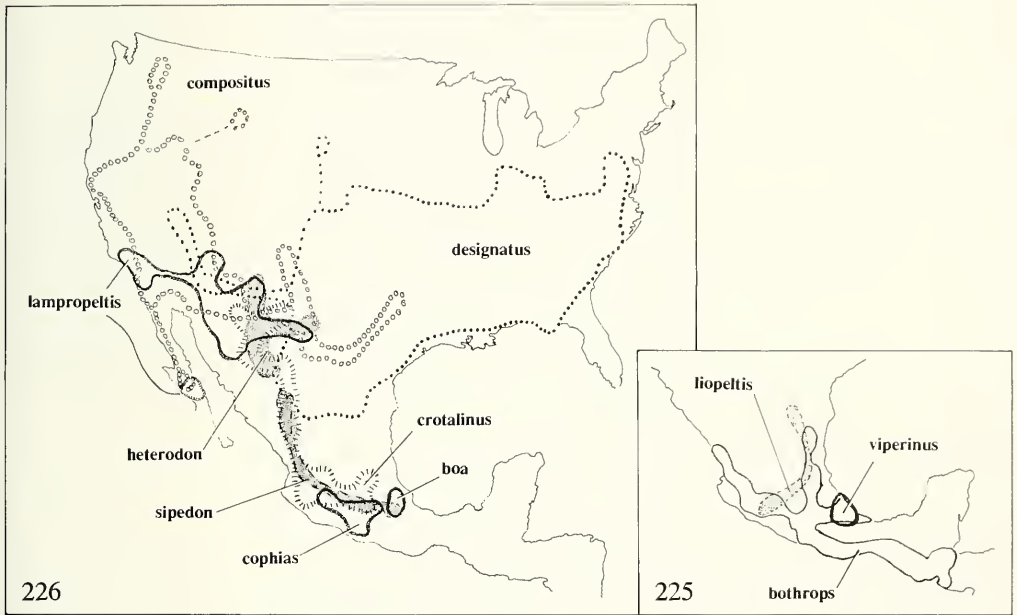 compositus
designatus
lampropeltis
heterodon
crotalinus
boa
sipedon
cophias
226
liopeltis
viperinus
bothrops
225